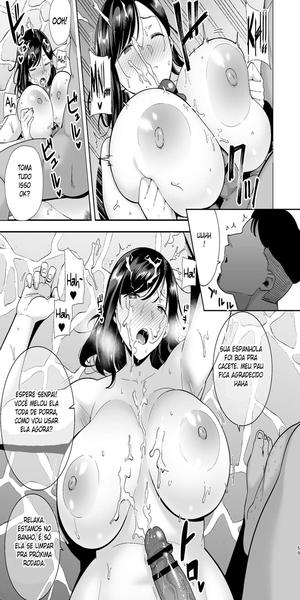 OOH!
TOMA
TUDO
ISSO
OK?
UUHH
!
Hah
Hah
SUA ESPANHOLA
FOI BOA PRA
CACETE. MEU PAU
FICA AGRADECIDO
HAHA
ESPERE SENPAI!
VOCÊ MELOU ELA
TODA DE PORRA,
COMO VOU USAR
ELA AGORA?
RELAXA.
ESTAMOS NO
BANHO, É SÓ
ELA SE LIMPAR
PRA PRÓXIMA
RODADA.